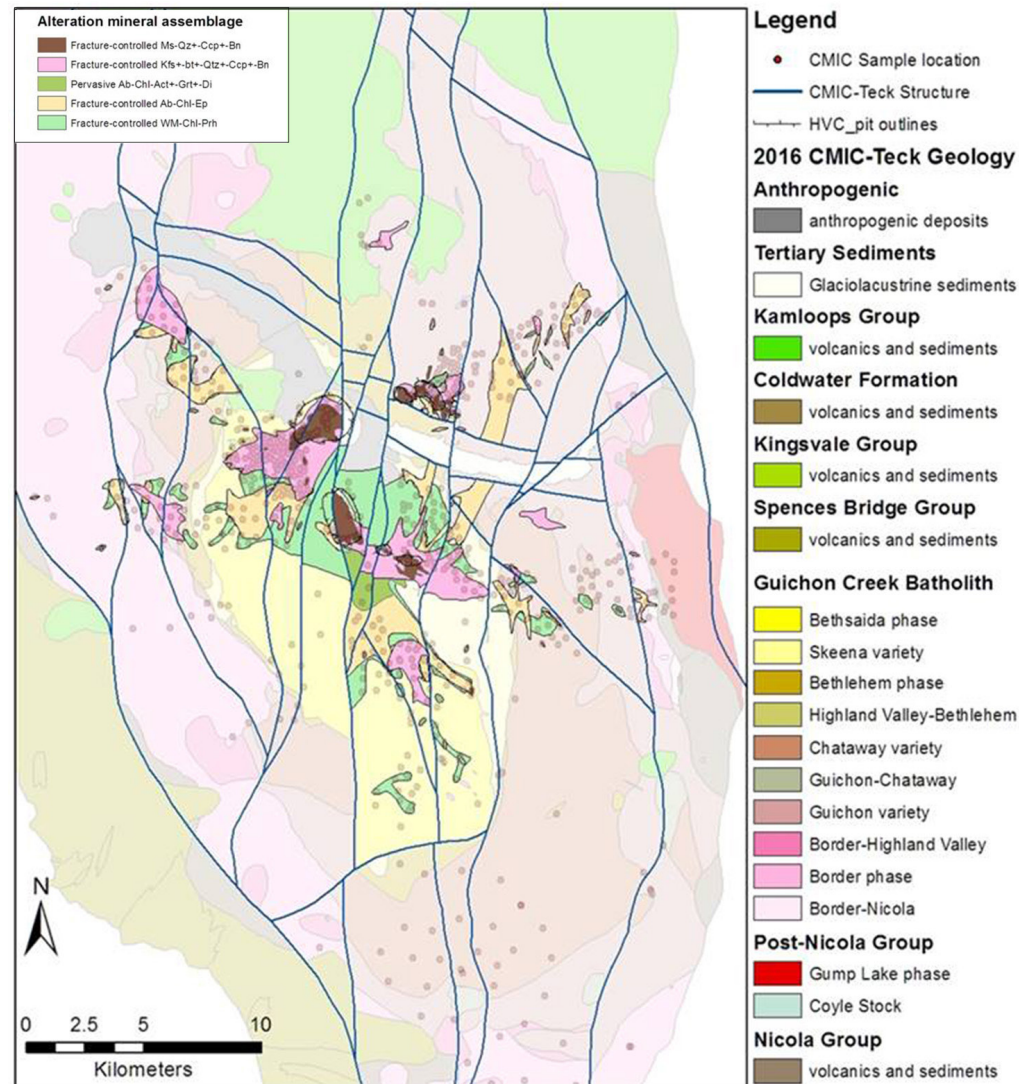 Alteration mineral assemblage
Fracture-controlled Ms-Qz+-Ccp+-Bn
Fracture-controlled Kfs+-bt+-Qtz+-Ccp+-Bn
Pervasive Ab-Chl-Act+-Grt+-Di
Fracture-controlled Ab-Chl-Ep
Fracture-controlled WM-Chl-Prh
N
0 2.5 5 10
Kilometers
Legend
CMIC Sample location
CMIC-Teck Structure
HVC_pit outlines
2016 CMIC-Teck Geology
Anthropogenic
anthropogenic deposits
Tertiary Sediments
Glaciolacustrine sediments
Kamloops Group
volcanics and sediments
Coldwater Formation
volcanics and sediments
Kingsvale Group
volcanics and sediments
Spences Bridge Group
volcanics and sediments
Guichon Creek Batholith
Bethsaida phase
Skeena variety
Bethlehem phase
Highland Valley-Bethlehem
Chataway variety
Guichon-Chataway
Guichon variety
Border-Highland Valley
Border phase
Border-Nicola
Post-Nicola Group
Gump Lake phase
Coyle Stock
Nicola Group
volcanics and sediments